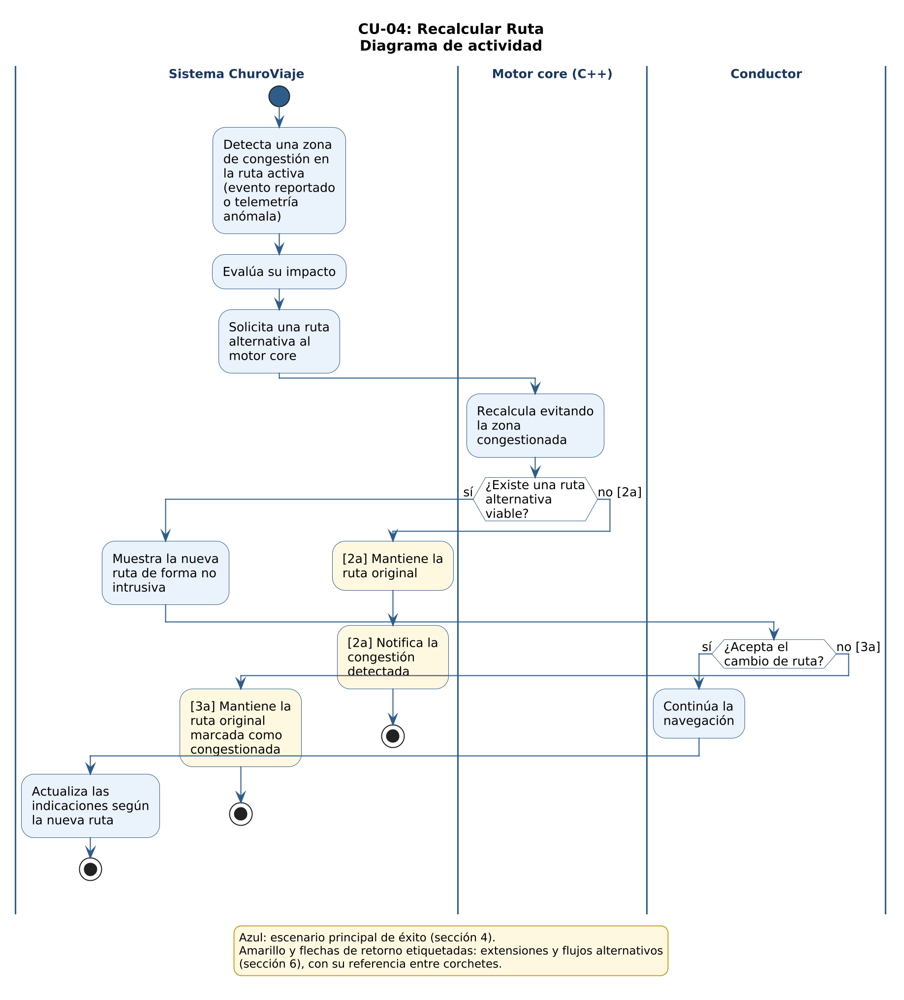 CU-04: Recalcular Ruta
Diagrama de actividad
Sistema ChuroViaje
Motor core (C++)
Conductor
Detecta una zona
de congestión en
la ruta activa
(evento reportado
o telemetría
anómala)
Evalúa su impacto
Solicita una ruta
alternativa al
motor core
Recalcula evitando
la zona
congestionada
sí
¿Existe una ruta
alternativa
viable?
no [2a]
Muestra la nueva
ruta de forma no
intrusiva
[2a] Mantiene la
ruta original
[2a] Notifica la
congestión
detectada
sí
¿Acepta el
cambio de ruta?
no [3a]
[3a] Mantiene la
ruta original
marcada como
congestionada
Continúa la
navegación
Actualiza las
indicaciones según
la nueva ruta
Azul: escenario principal de éxito (sección 4).
Amarillo y flechas de retorno etiquetadas: extensiones y flujos alternativos
(sección 6), con su referencia entre corchetes.